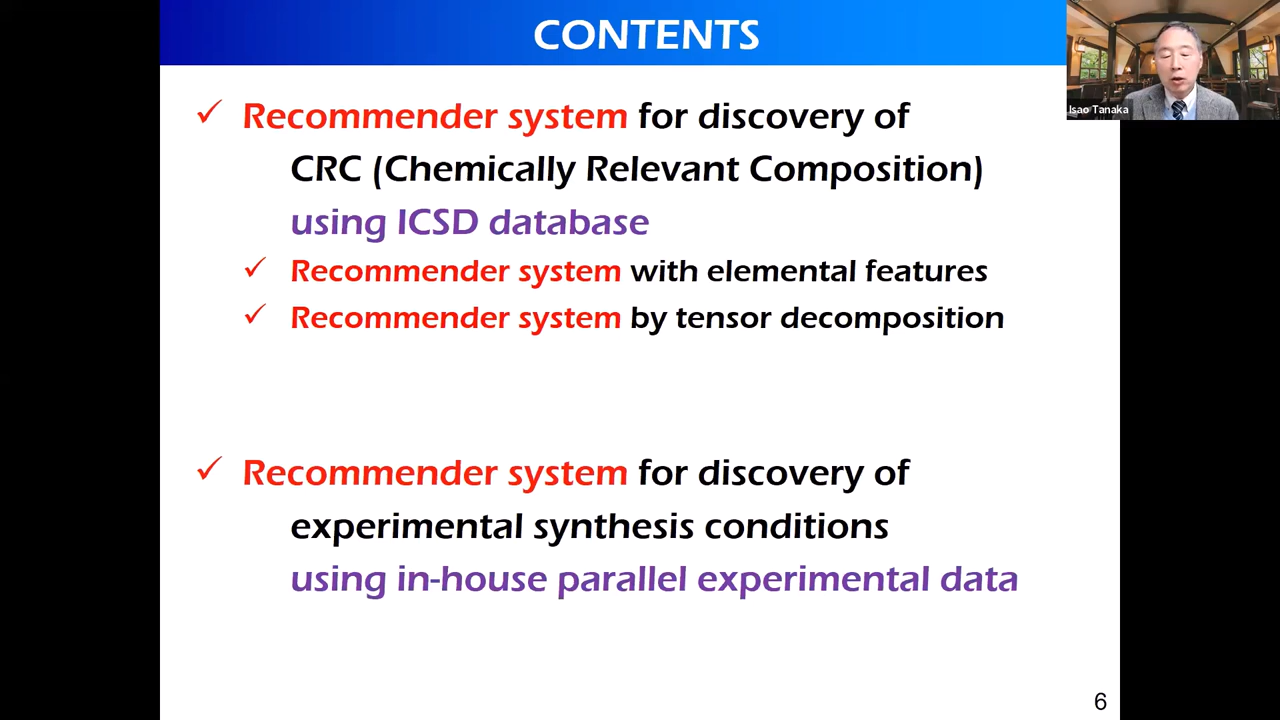 CONTENTS
Isao Tanaka
✓ Recommender system for discovery of
CRC (Chemically Relevant Composition)
using ICSD database
✓ Recommender system with elemental features
✓ Recommender system by tensor decomposition
✓ Recommender system for discovery of
experimental synthesis conditions
using in-house parallel experimental data
6